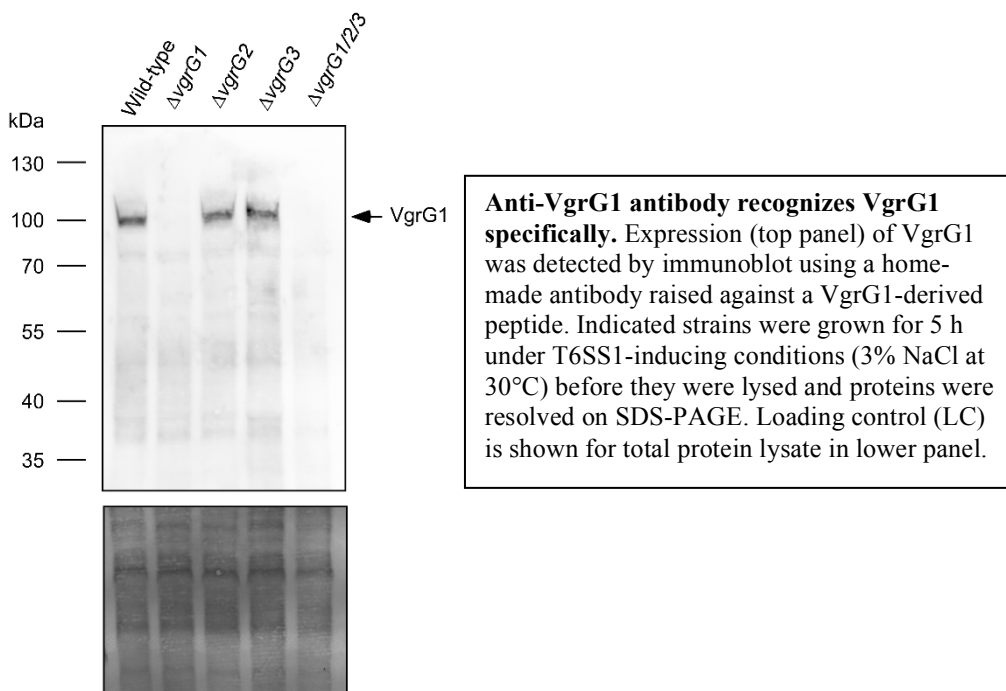 Wild-type
ΔvgrG1
ΔvgrG2
ΔvgrG3
ΔvgrG1/2/3
kDa
130
100
70
55
40
35
VgrG1
Anti-VgrG1 antibody recognizes VgrG1
specifically. Expression (top panel) of VgrG1
was detected by immunoblot using a home-
made antibody raised against a VgrG1-derived
peptide. Indicated strains were grown for 5 h
under T6SS1-inducing conditions (3% NaCl at
30°C) before they were lysed and proteins were
resolved on SDS-PAGE. Loading control (LC)
is shown for total protein lysate in lower panel.